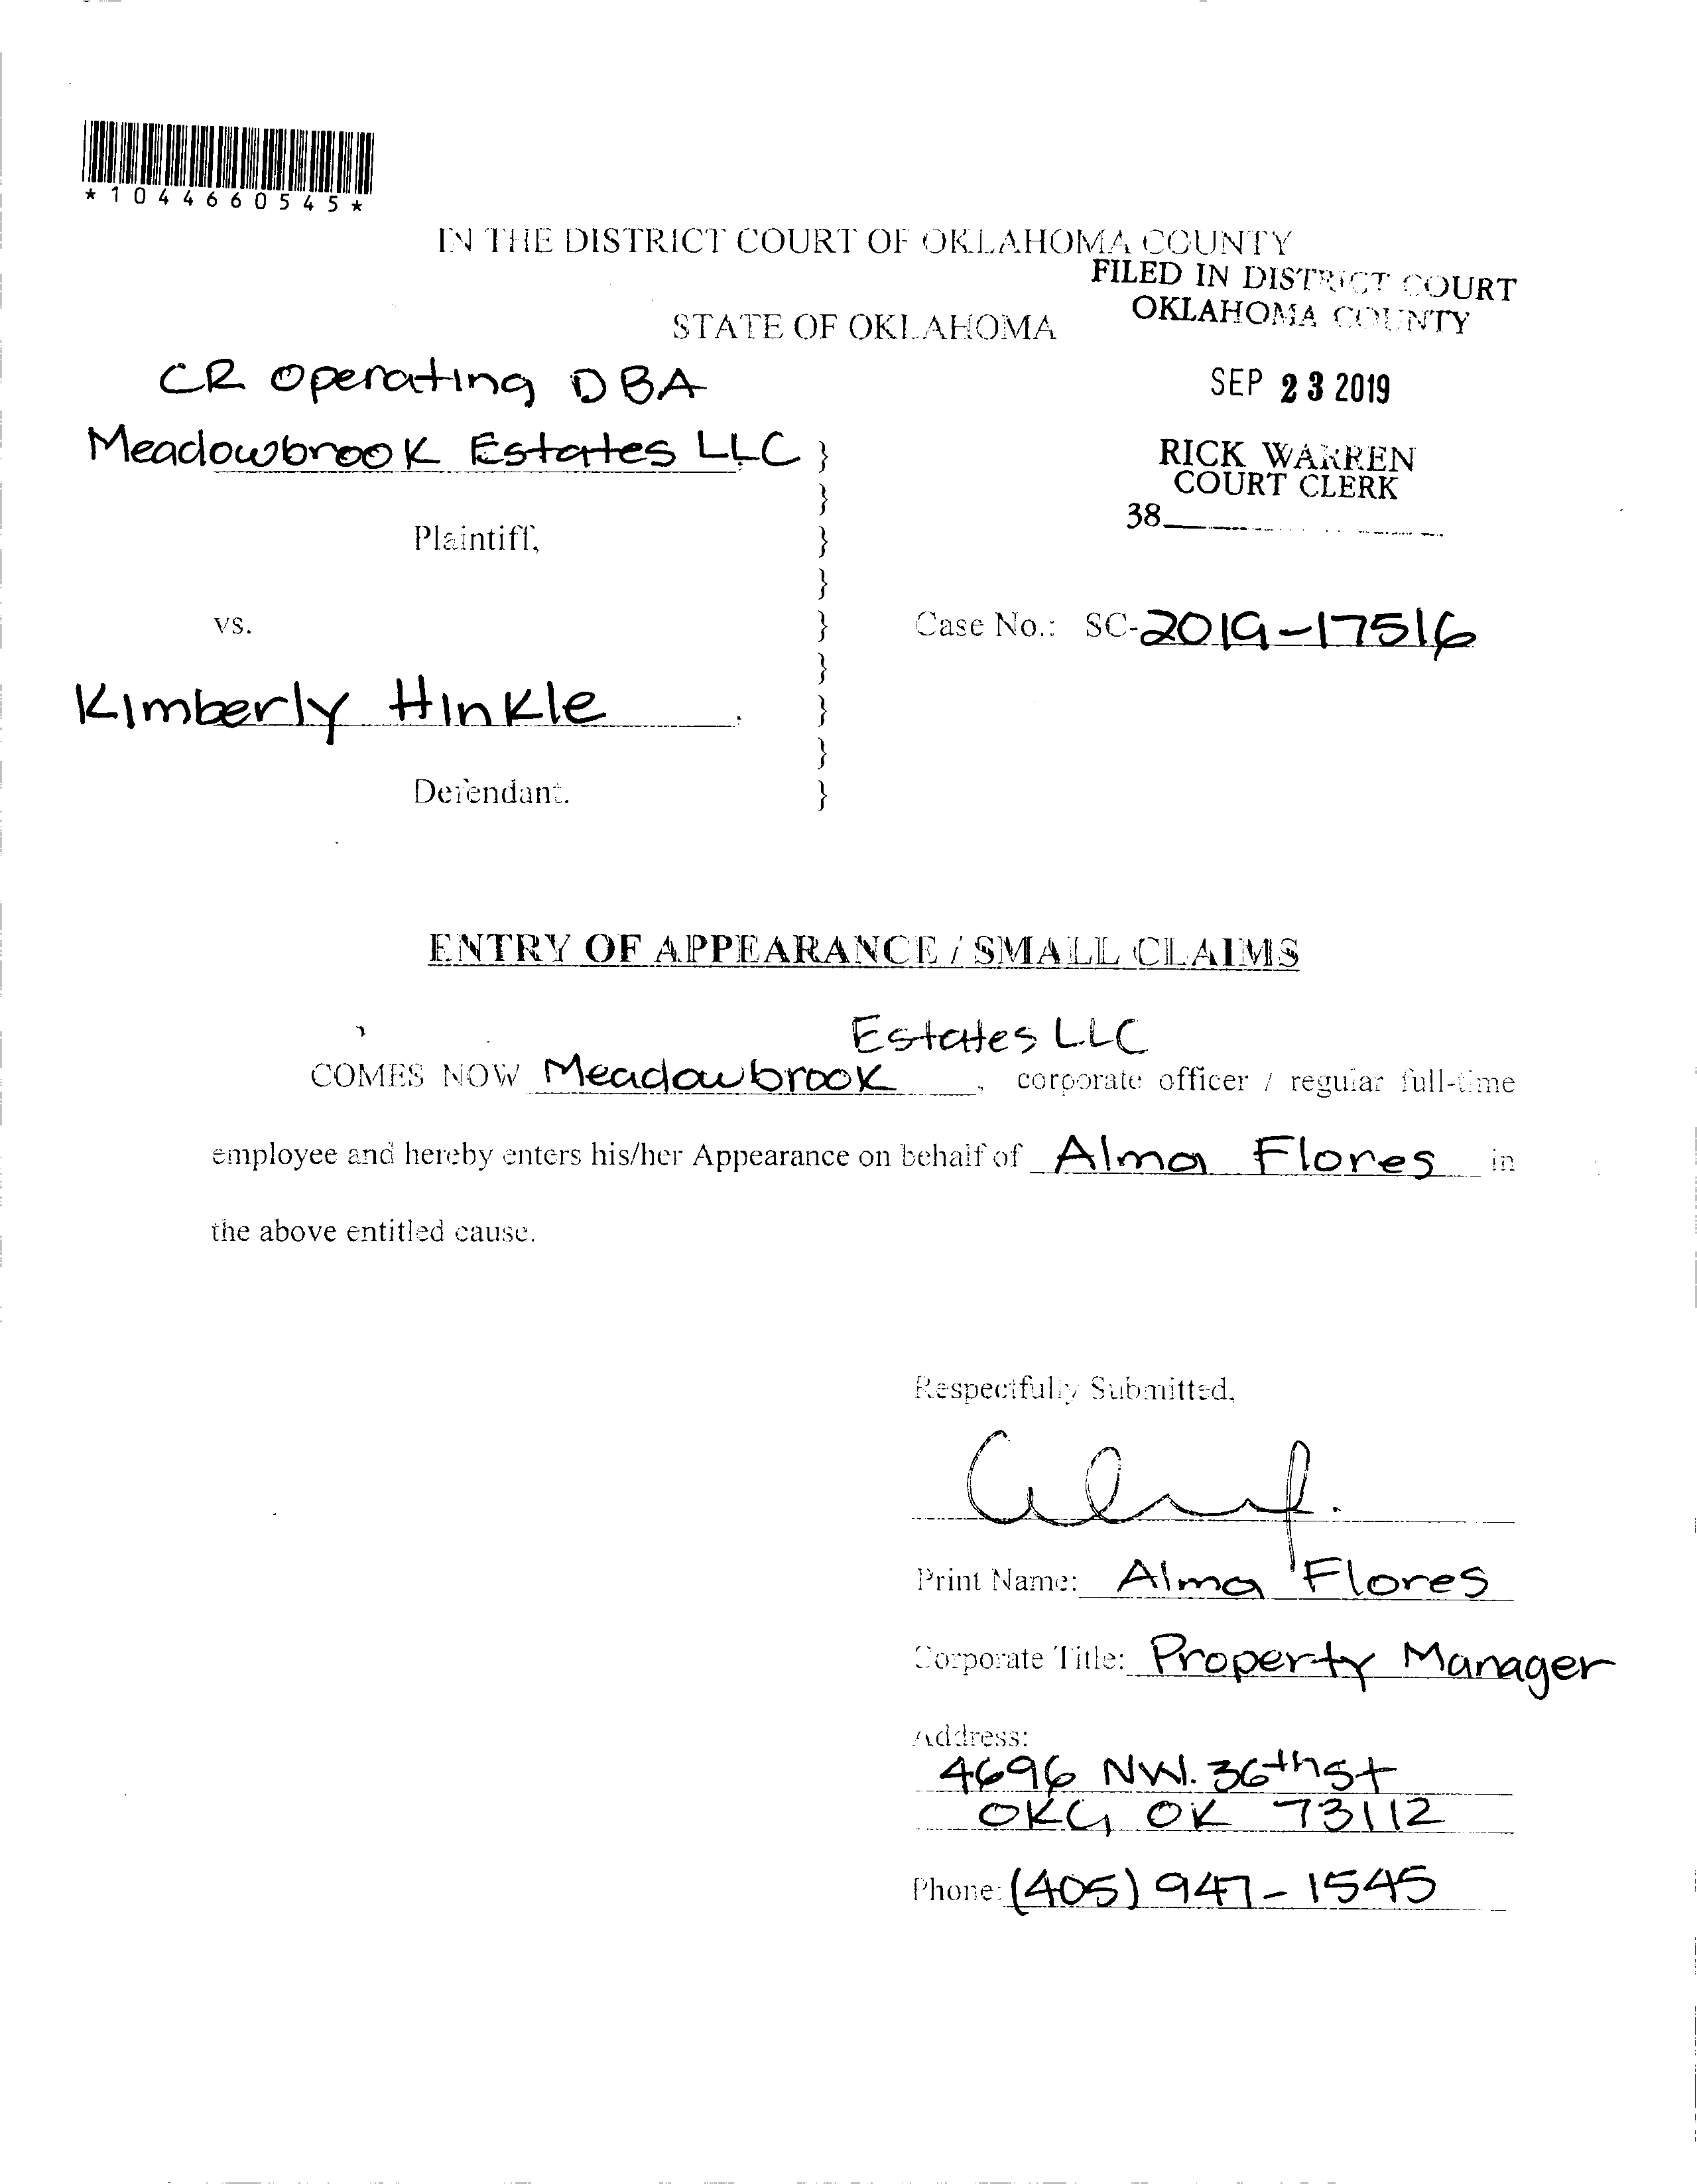 *1044660545*
IN THE DISTRICT COURT OF OKLAHOMA COUNTY
FILED IN DISTRICT COURT
OKLAHOMA COUNTY
STATE OF OKLAHOMA
SEP 23 2019
CR Operating DBA
Meadowbrook Estates LLC }
RICK WARREN
COURT CLERK
38
}
Plaintiff, }
}
vs. } Case No.: SC-2019-17516
}
Kimberly Hinkle . }
}
Defendant. }
ENTRY OF APPEARANCE / SMALL CLAIMS
Estates LLC
COMES NOW Meadowbrook , corporate officer / regular full-time
employee and hereby enters his/her Appearance on behalf of Alma Flores in
the above entitled cause.
Respectfully Submitted,
Print Name: Alma Flores
Corporate Title: Property Manager
Address:
4696 NW. 36th St
OKC, OK 73112
Phone: (405) 947-1545